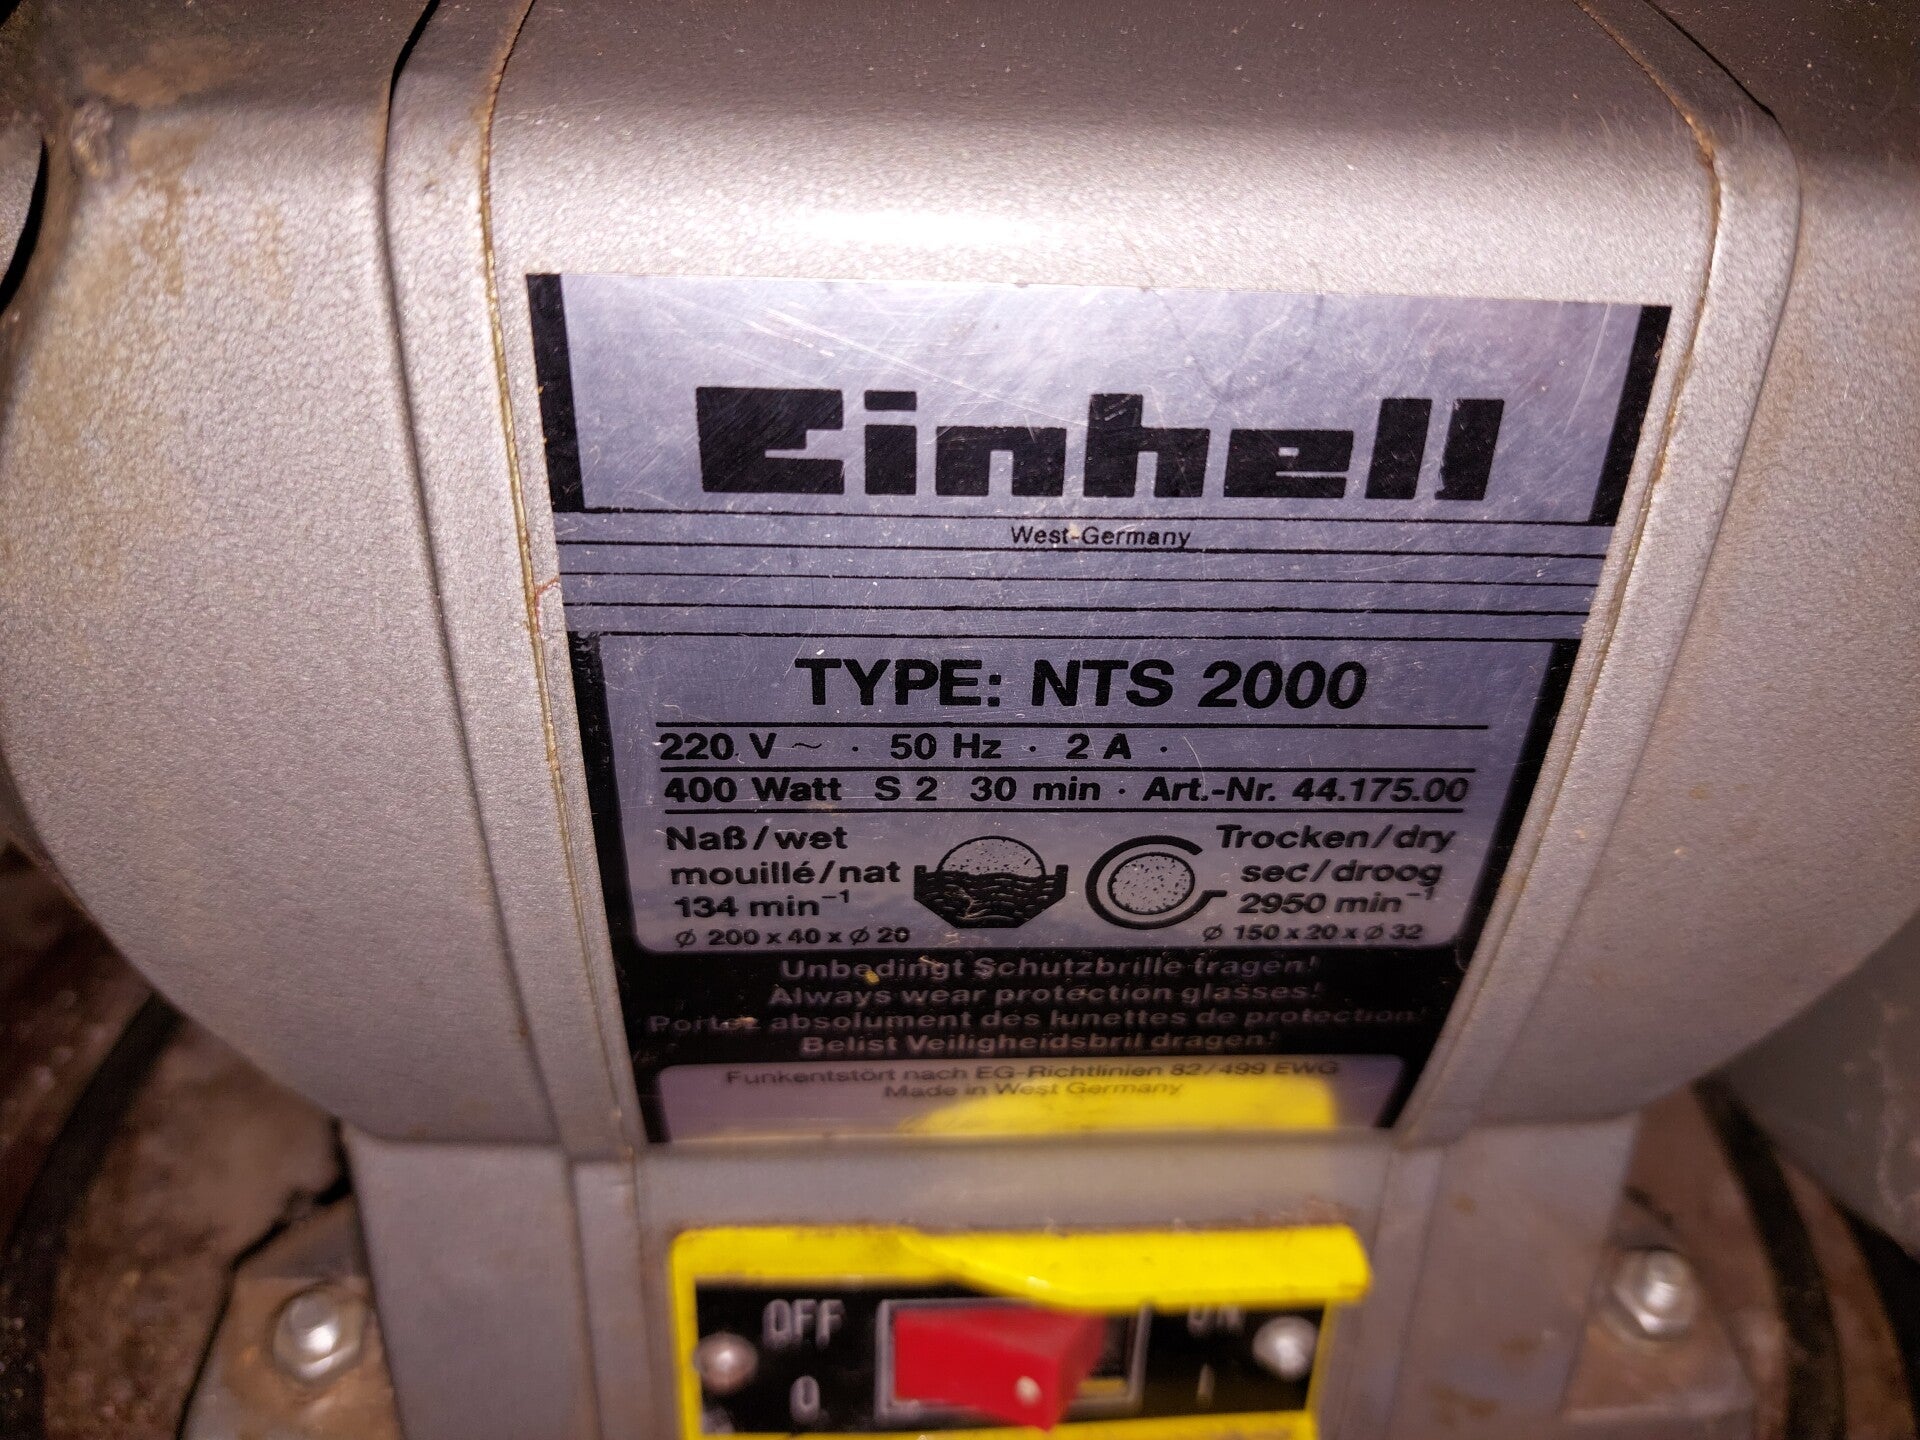 Einhell
West-Germany
TYPE: NTS 2000
220 V ~ · 50 Hz · 2 A ·
400 Watt S 2 30 min · Art.-Nr. 44.175.00
Naß/wet
mouillé/nat
134 min⁻¹
Ø 200 x 40 x Ø 20
Trocken/dry
sec/droog
2950 min⁻¹
Ø 150 x 20 x Ø 32
Unbedingt Schutzbrille tragen!
Always wear protection glasses!
Portez absolument des lunettes de protection!
Belist Veiligheidsbril dragen!
Funkentstört nach EG-Richtlinien 82/499 EWG
Made in West Germany
OFF ON
0 I